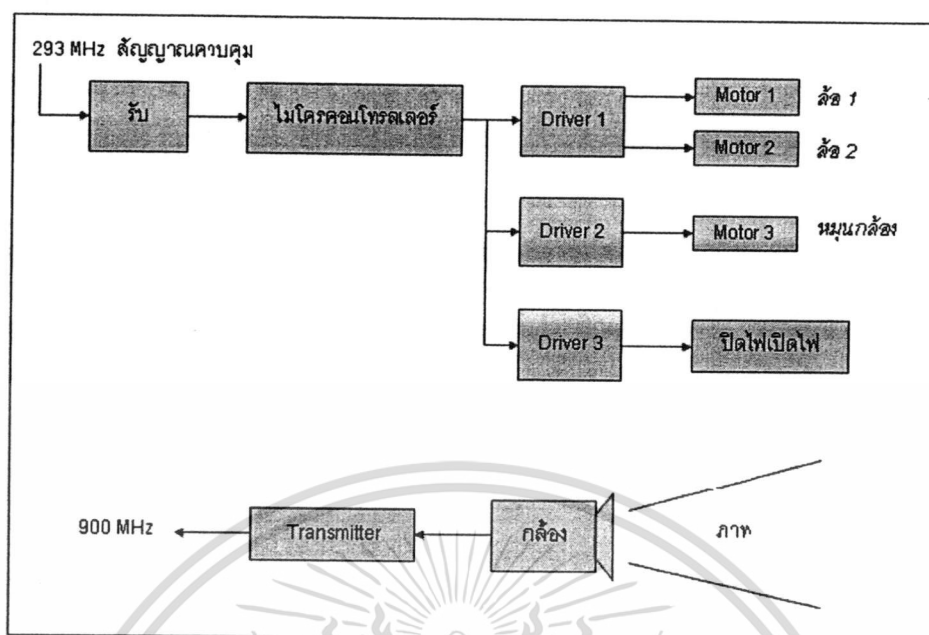 293 MHz สัญญาณควบคุม
รับ
ไมโครคอนโทรลเลอร์
Driver 1
Motor 1
ล้อ 1
Motor 2
ล้อ 2
Driver 2
Motor 3
หมุนกล้อง
Driver 3
ปิดไฟเปิดไฟ
900 MHz
Transmitter
กล้อง
ภาพ